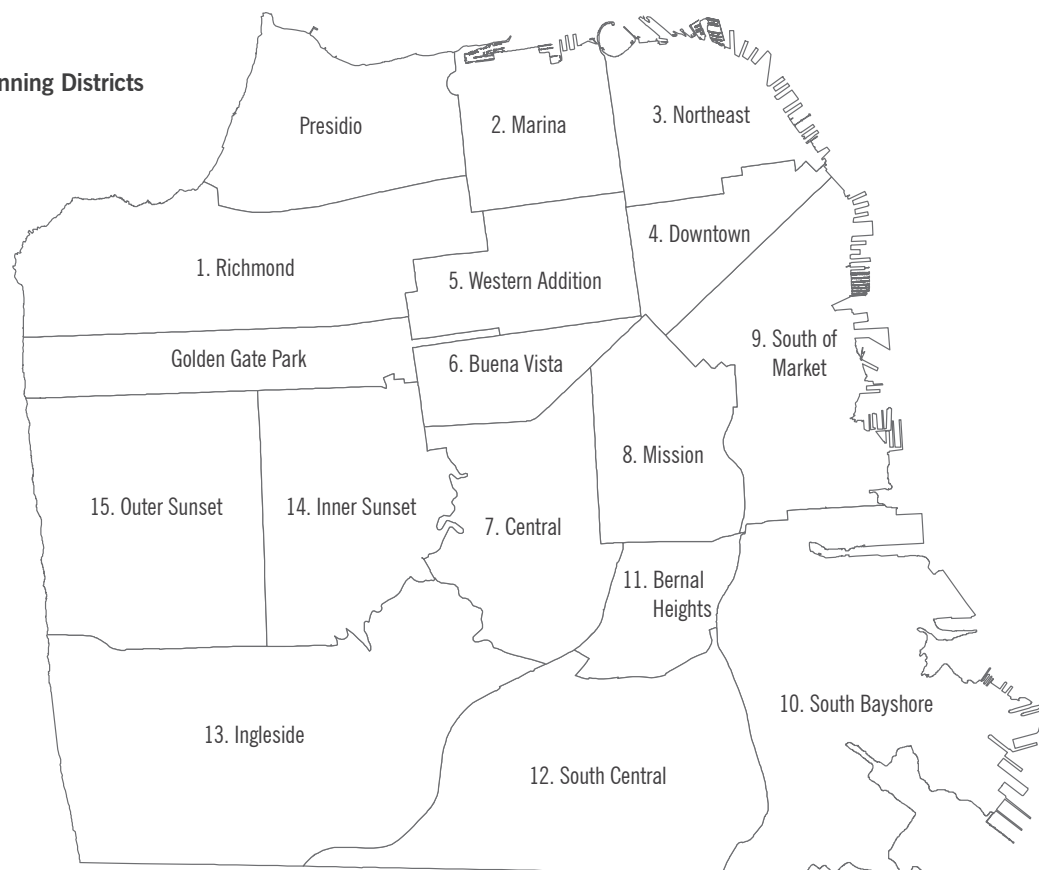 nning Districts
Presidio
2. Marina
3. Northeast
4. Downtown
1. Richmond
5. Western Addition
9. South of
Market
Golden Gate Park
6. Buena Vista
8. Mission
15. Outer Sunset
14. Inner Sunset
7. Central
11. Bernal
Heights
10. South Bayshore
13. Ingleside
12. South Central